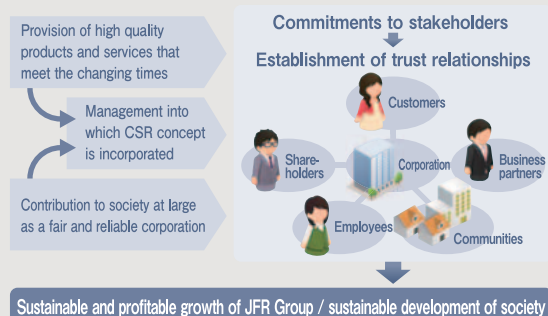 Provision of high quality
products and services that
meet the changing times
Management into
which CSR concept
is incorporated
Contribution to society at large
as a fair and reliable corporation
Commitments to stakeholders
Establishment of trust relationships
Customers
Share-
holders
Corporation
Business
partners
Employees
Communities
Sustainable and profitable growth of JFR Group / sustainable development of society